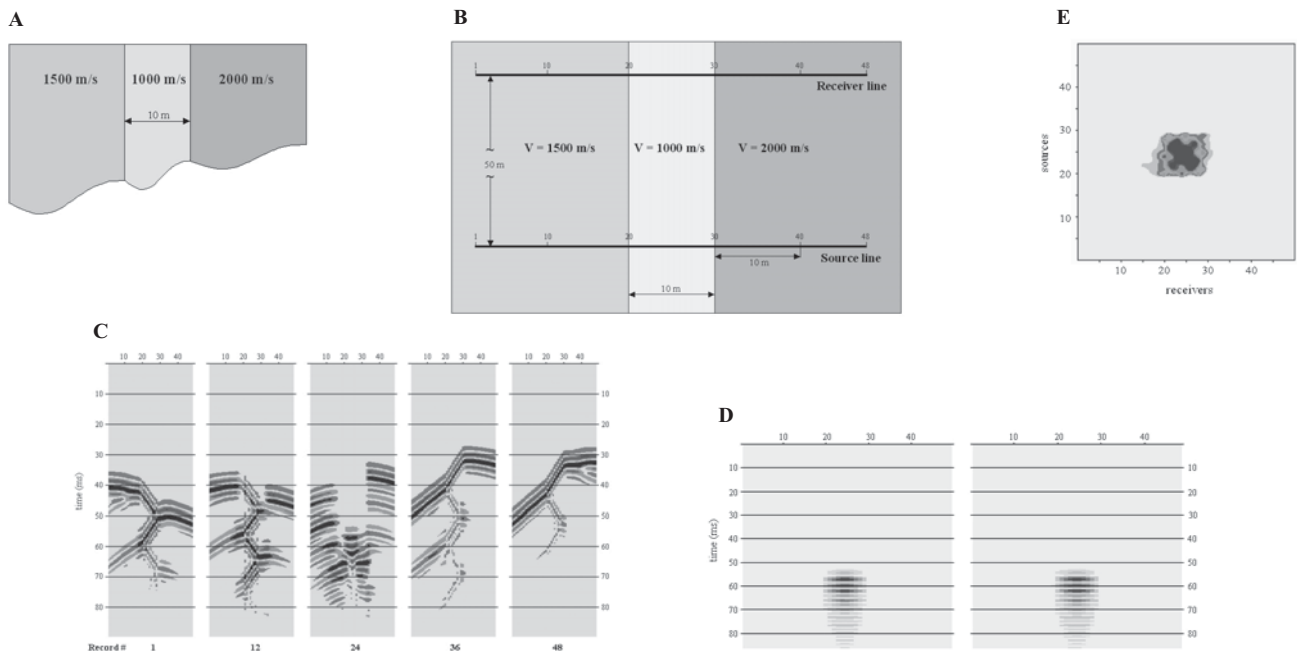 A
1500 m/s
1000 m/s
2000 m/s
10 m
B
1 10 20 30 40 48
Receiver line
V = 1500 m/s
V = 1000 m/s
V = 2000 m/s
50 m
1 10 20 30 40 48
Source line
10 m
10 m
E
sources
50
40
30
20
10
10 20 30 40
receivers
C
10 20 30 40 10 20 30 40 10 20 30 40 10 20 30 40 10 20 30 40
time (ms)
10 10
20 20
30 30
40 40
50 50
60 60
70 70
80 80
Record # 1 12 24 36 48
D
10 20 30 40 10 20 30 40
time (ms)
10 10
20 20
30 30
40 40
50 50
60 60
70 70
80 80